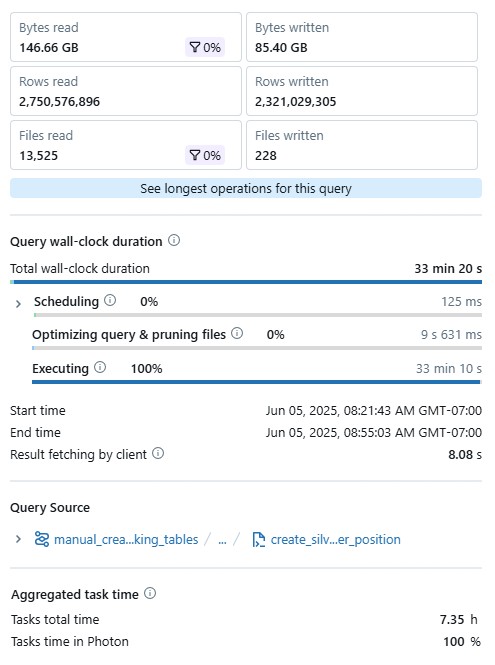 Bytes read
146.66 GB 0%
Bytes written
85.40 GB
Rows read
2,750,576,896
Rows written
2,321,029,305
Files read
13,525 0%
Files written
228
See longest operations for this query
Query wall-clock duration
Total wall-clock duration 33 min 20 s
Scheduling 0% 125 ms
Optimizing query & pruning files 0% 9 s 631 ms
Executing 100% 33 min 10 s
Start time Jun 05, 2025, 08:21:43 AM GMT-07:00
End time Jun 05, 2025, 08:55:03 AM GMT-07:00
Result fetching by client 8.08 s
Query Source
manual_crea...king_tables / ... / create_silv...er_position
Aggregated task time
Tasks total time 7.35 h
Tasks time in Photon 100 %